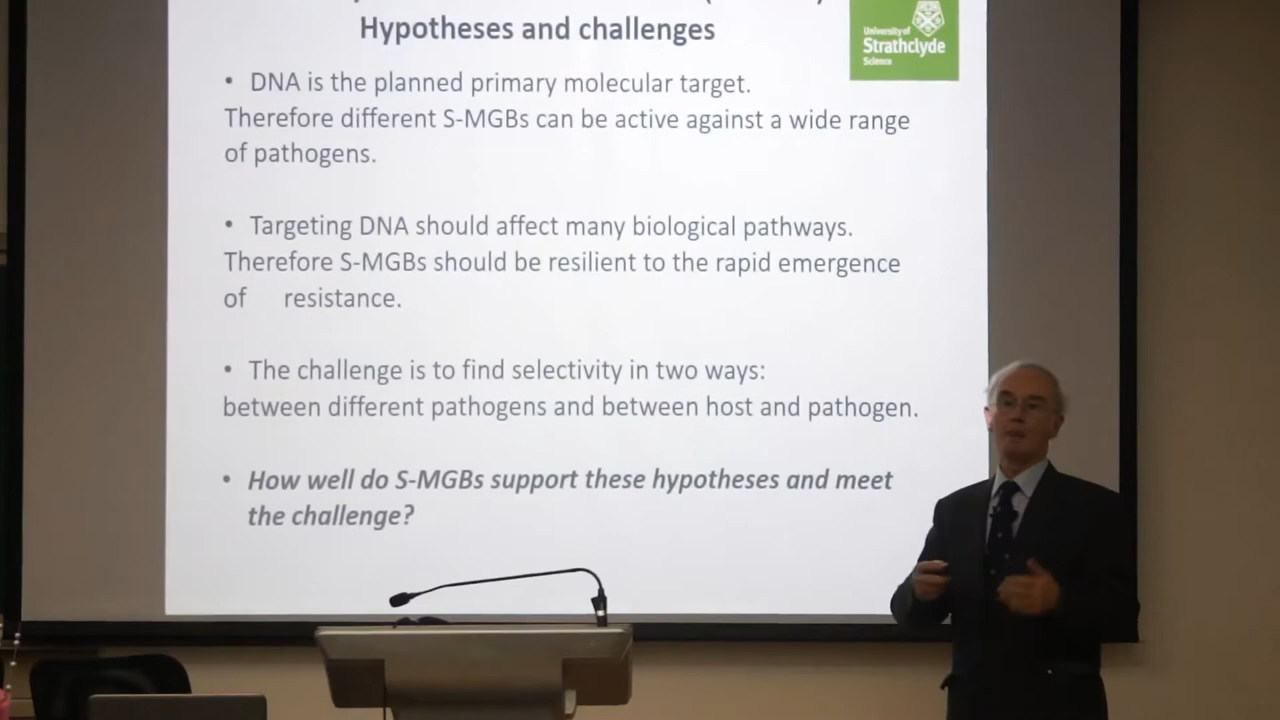 Hypotheses and challenges
University of
Strathclyde
Science
• DNA is the planned primary molecular target.
Therefore different S-MGBs can be active against a wide range
of pathogens.
• Targeting DNA should affect many biological pathways.
Therefore S-MGBs should be resilient to the rapid emergence
of resistance.
• The challenge is to find selectivity in two ways:
between different pathogens and between host and pathogen.
• How well do S-MGBs support these hypotheses and meet
the challenge?